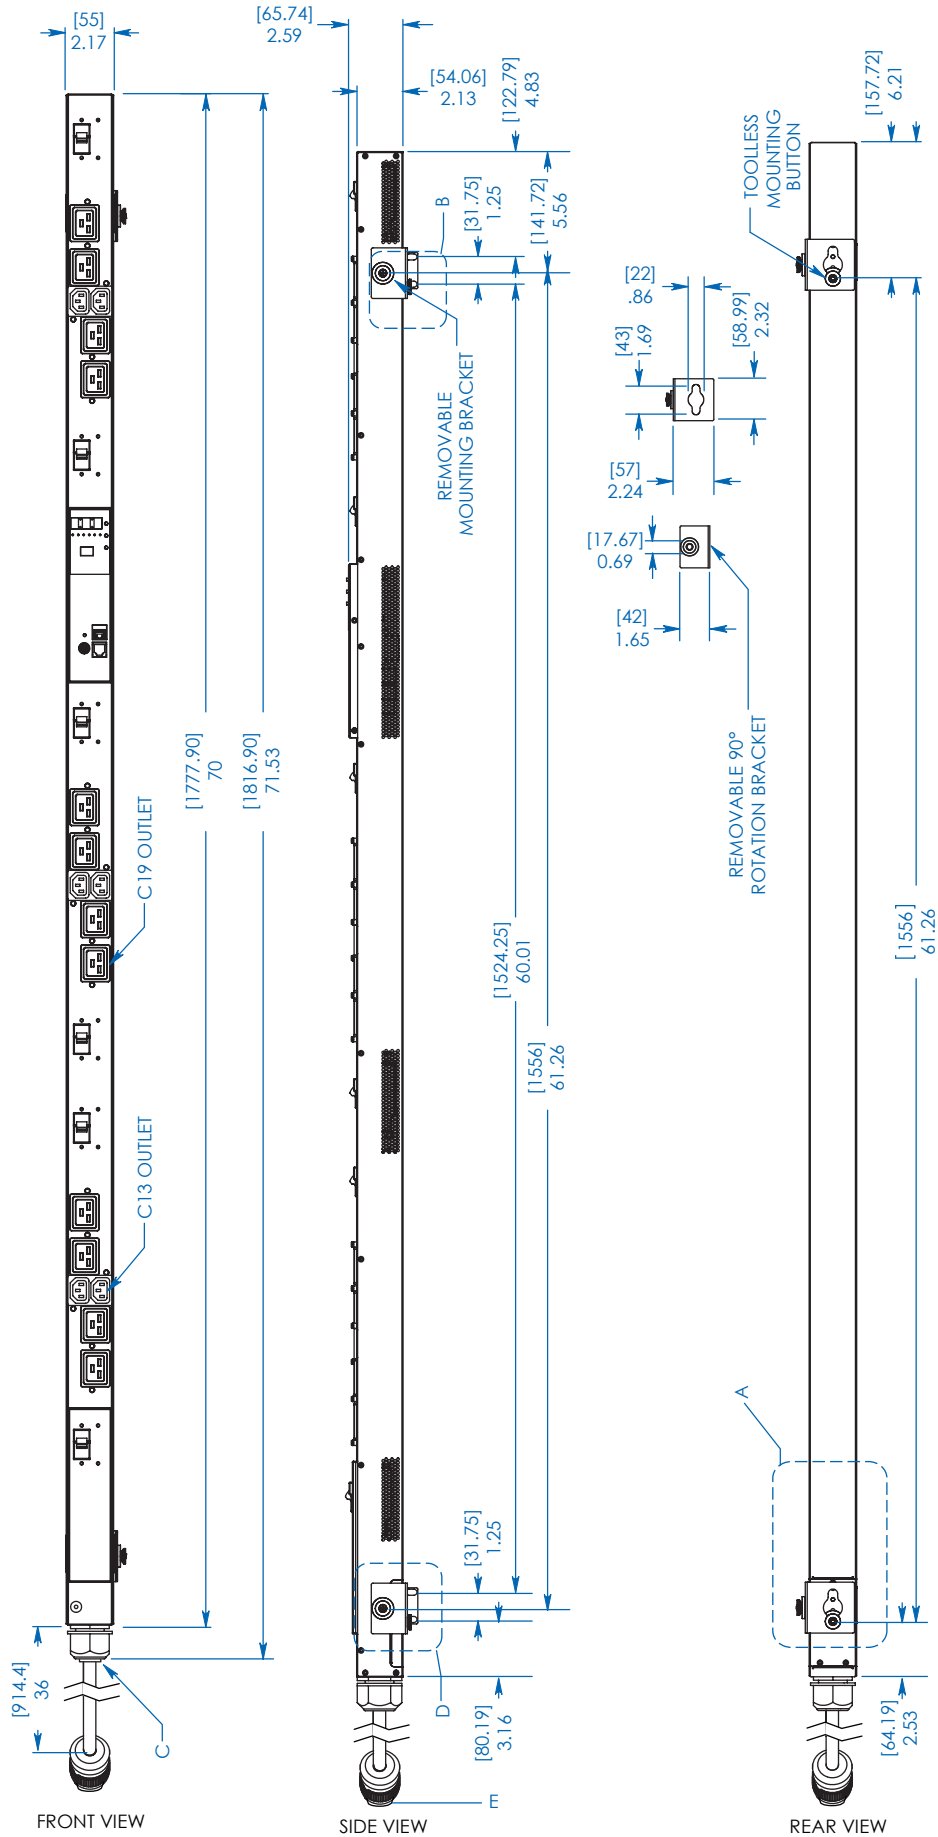 [55]
2.17
[1777.90]
70
[1816.90]
71.53
C19 OUTLET
C13 OUTLET
[914.4]
36
C
FRONT VIEW
[65.74]
2.59
[54.06]
2.13
[122.79]
4.83
[141.72]
5.56
[31.75]
1.25
B
REMOVABLE
MOUNTING BRACKET
[1524.25]
60.01
[1556]
61.26
[31.75]
1.25
D
[80.19]
3.16
E
SIDE VIEW
[22]
.86
[43]
1.69
[58.99]
2.32
[57]
2.24
[17.67]
0.69
[42]
1.65
REMOVABLE 90°
ROTATION BRACKET
[157.72]
6.21
TOOLLESS
MOUNTING
BUTTON
[1556]
61.26
A
[64.19]
2.53
REAR VIEW